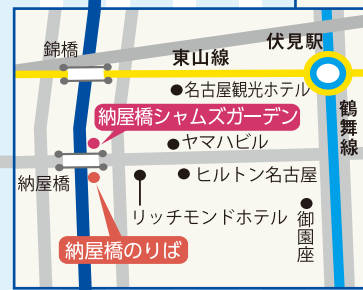 錦橋
東山線
伏見駅
名古屋観光ホテル
納屋橋シャムズガーデン
鶴舞線
ヤマハビル
納屋橋
ヒルトン名古屋
リッチモンドホテル
御園座
納屋橋のりば